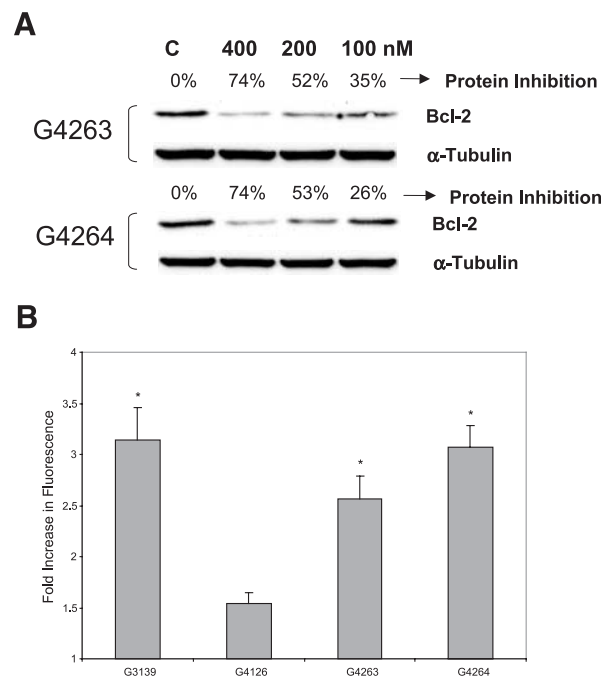 A
C 400 200 100 nM
0% 74% 52% 35% Protein Inhibition
G4263
Bcl-2
α-Tubulin
0% 74% 53% 26% Protein Inhibition
G4264
Bcl-2
α-Tubulin
B
Fold Increase in Fluorescence
4
3.5
3
2.5
2
1.5
1
* * *
G3139 G4126 G4263 G4264